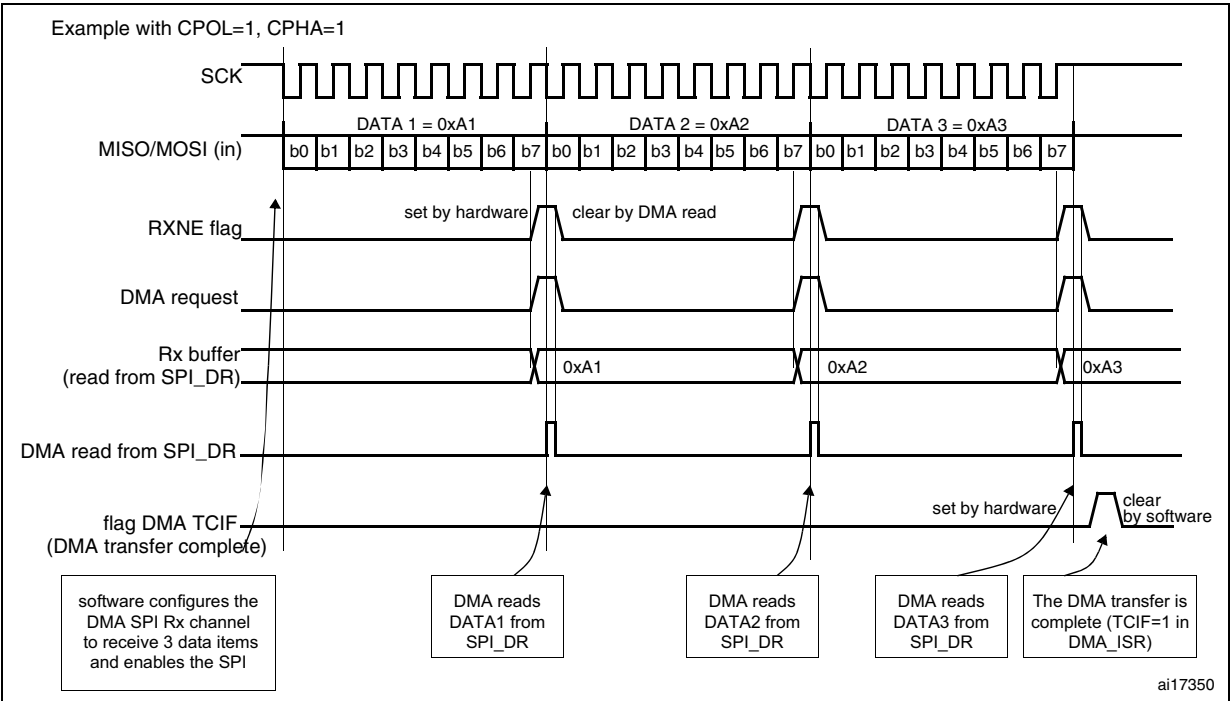 Example with CPOL=1, CPHA=1
SCK
DATA 1 = 0xA1
DATA 2 = 0xA2
DATA 3 = 0xA3
MISO/MOSI (in)
b0 b1 b2 b3 b4 b5 b6 b7 b0 b1 b2 b3 b4 b5 b6 b7 b0 b1 b2 b3 b4 b5 b6 b7
set by hardware
clear by DMA read
RXNE flag
DMA request
Rx buffer
(read from SPI_DR)
0xA1
0xA2
0xA3
DMA read from SPI_DR
set by hardware
clear
by software
flag DMA TCIF
(DMA transfer complete)
software configures the
DMA SPI Rx channel
to receive 3 data items
and enables the SPI
DMA reads
DATA1 from
SPI_DR
DMA reads
DATA2 from
SPI_DR
DMA reads
DATA3 from
SPI_DR
The DMA transfer is
complete (TCIF=1 in
DMA_ISR)
ai17350